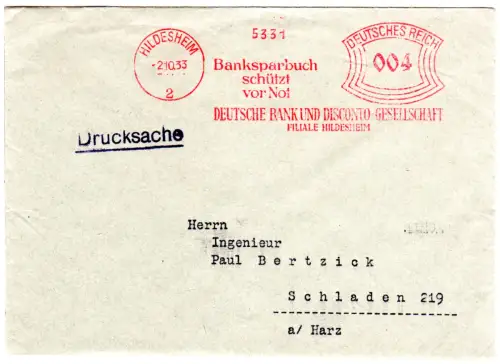 5331
HILDESHEIM
-2.10.33
2
Banksparbuch
schützt
vor Not
DEUTSCHES REICH
004
DEUTSCHE BANK UND DISCONTO-GESELLSCHAFT
FILIALE HILDESHEIM
Drucksache
Herrn
Ingenieur
Paul Bertzick
Schladen 219
a/ Harz